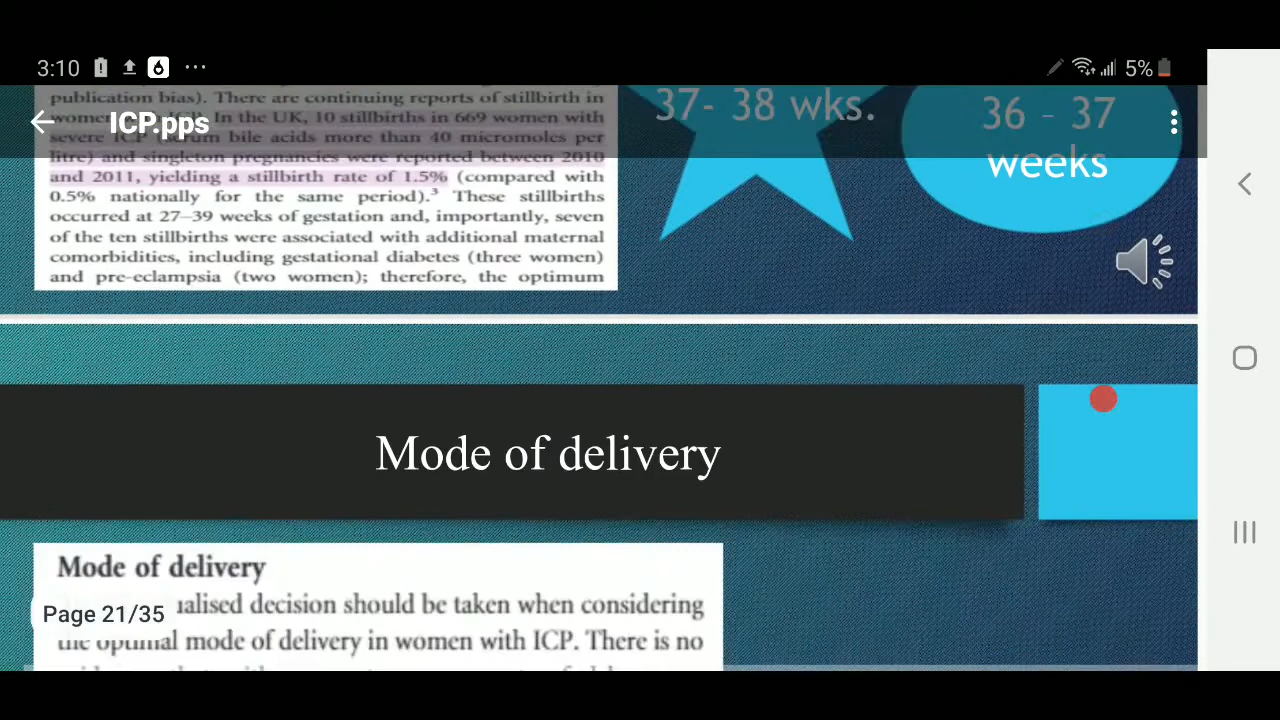 3:10
5%
ICP.pps
publication bias). There are continuing reports of stillbirth in
women In the UK, 10 stillbirths in 669 women with
severe ICP (serum bile acids more than 40 micromoles per
litre) and singleton pregnancies were reported between 2010
and 2011, yielding a stillbirth rate of 1.5% (compared with
0.5% nationally for the same period).³ These stillbirths
occurred at 27–39 weeks of gestation and, importantly, seven
of the ten stillbirths were associated with additional maternal
comorbidities, including gestational diabetes (three women)
and pre-eclampsia (two women); therefore, the optimum
37- 38 wks.
36 - 37
weeks
Mode of delivery
Mode of delivery
ualised decision should be taken when considering
Page 21/35
the optimal mode of delivery in women with ICP. There is no